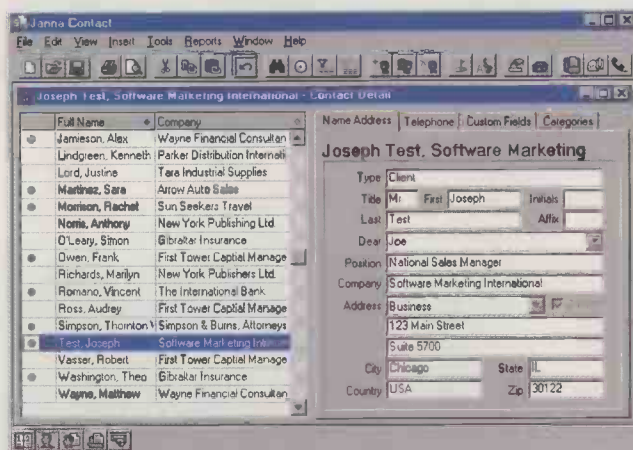 Janna Contact
File Edit View Insert Tools Reports Window Help
Joseph Test, Software Marketing International - Contact Detail
Full Name Company
Jamieson, Alex Wayne Financial Consultan
Lindgreen, Kenneth Parker Distribution Internati
Lord, Justine Tara Industrial Supplies
Martinez, Sara Arrow Auto Sales
Morrison, Rachel Sun Seekers Travel
Norris, Anthony New York Publishing Ltd
O'Leary, Simon Gibraltar Insurance
Owen, Frank First Tower Captial Manage
Richards, Marilyn New York Publishers Ltd
Romano, Vincent The International Bank
Ross, Audrey First Tower Captial Manage
Simpson, Thornton Simpson & Burns, Attorneys
Test, Joseph Software Marketing Inter
Vasser, Robert First Tower Captial Manage
Washington, Theo Gibraltar Insurance
Wayne, Matthew Wayne Financial Consultan
Name Address Telephone Custom Fields Categories
Joseph Test, Software Marketing
Type Client
Title Mr. First Joseph Initials
Last Test Affix
Dear Joe
Position National Sales Manager
Company Software Marketing International
Address Business
123 Main Street
Suite 5700
City Chicago State IL
Country USA Zip 30122